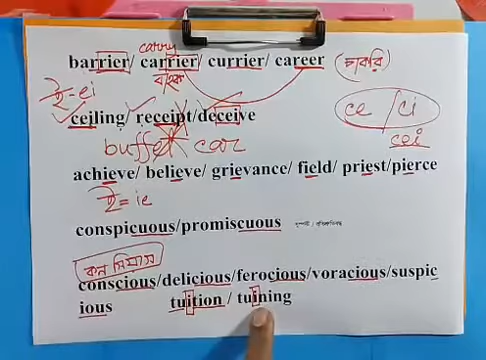 carry
barrier/ carrier/ currier/ career (চাকরি)
বাহক
ই = ei
ce / ci
ceiling/ receipt/deceive
cei
buffet car
achieve/ believe/ grievance/ field/ priest/pierce
ই = ie
conspicuous/promiscuous
কন সিয়াস
conscious/delicious/ferocious/voracious/suspic
ious tuition / tuining